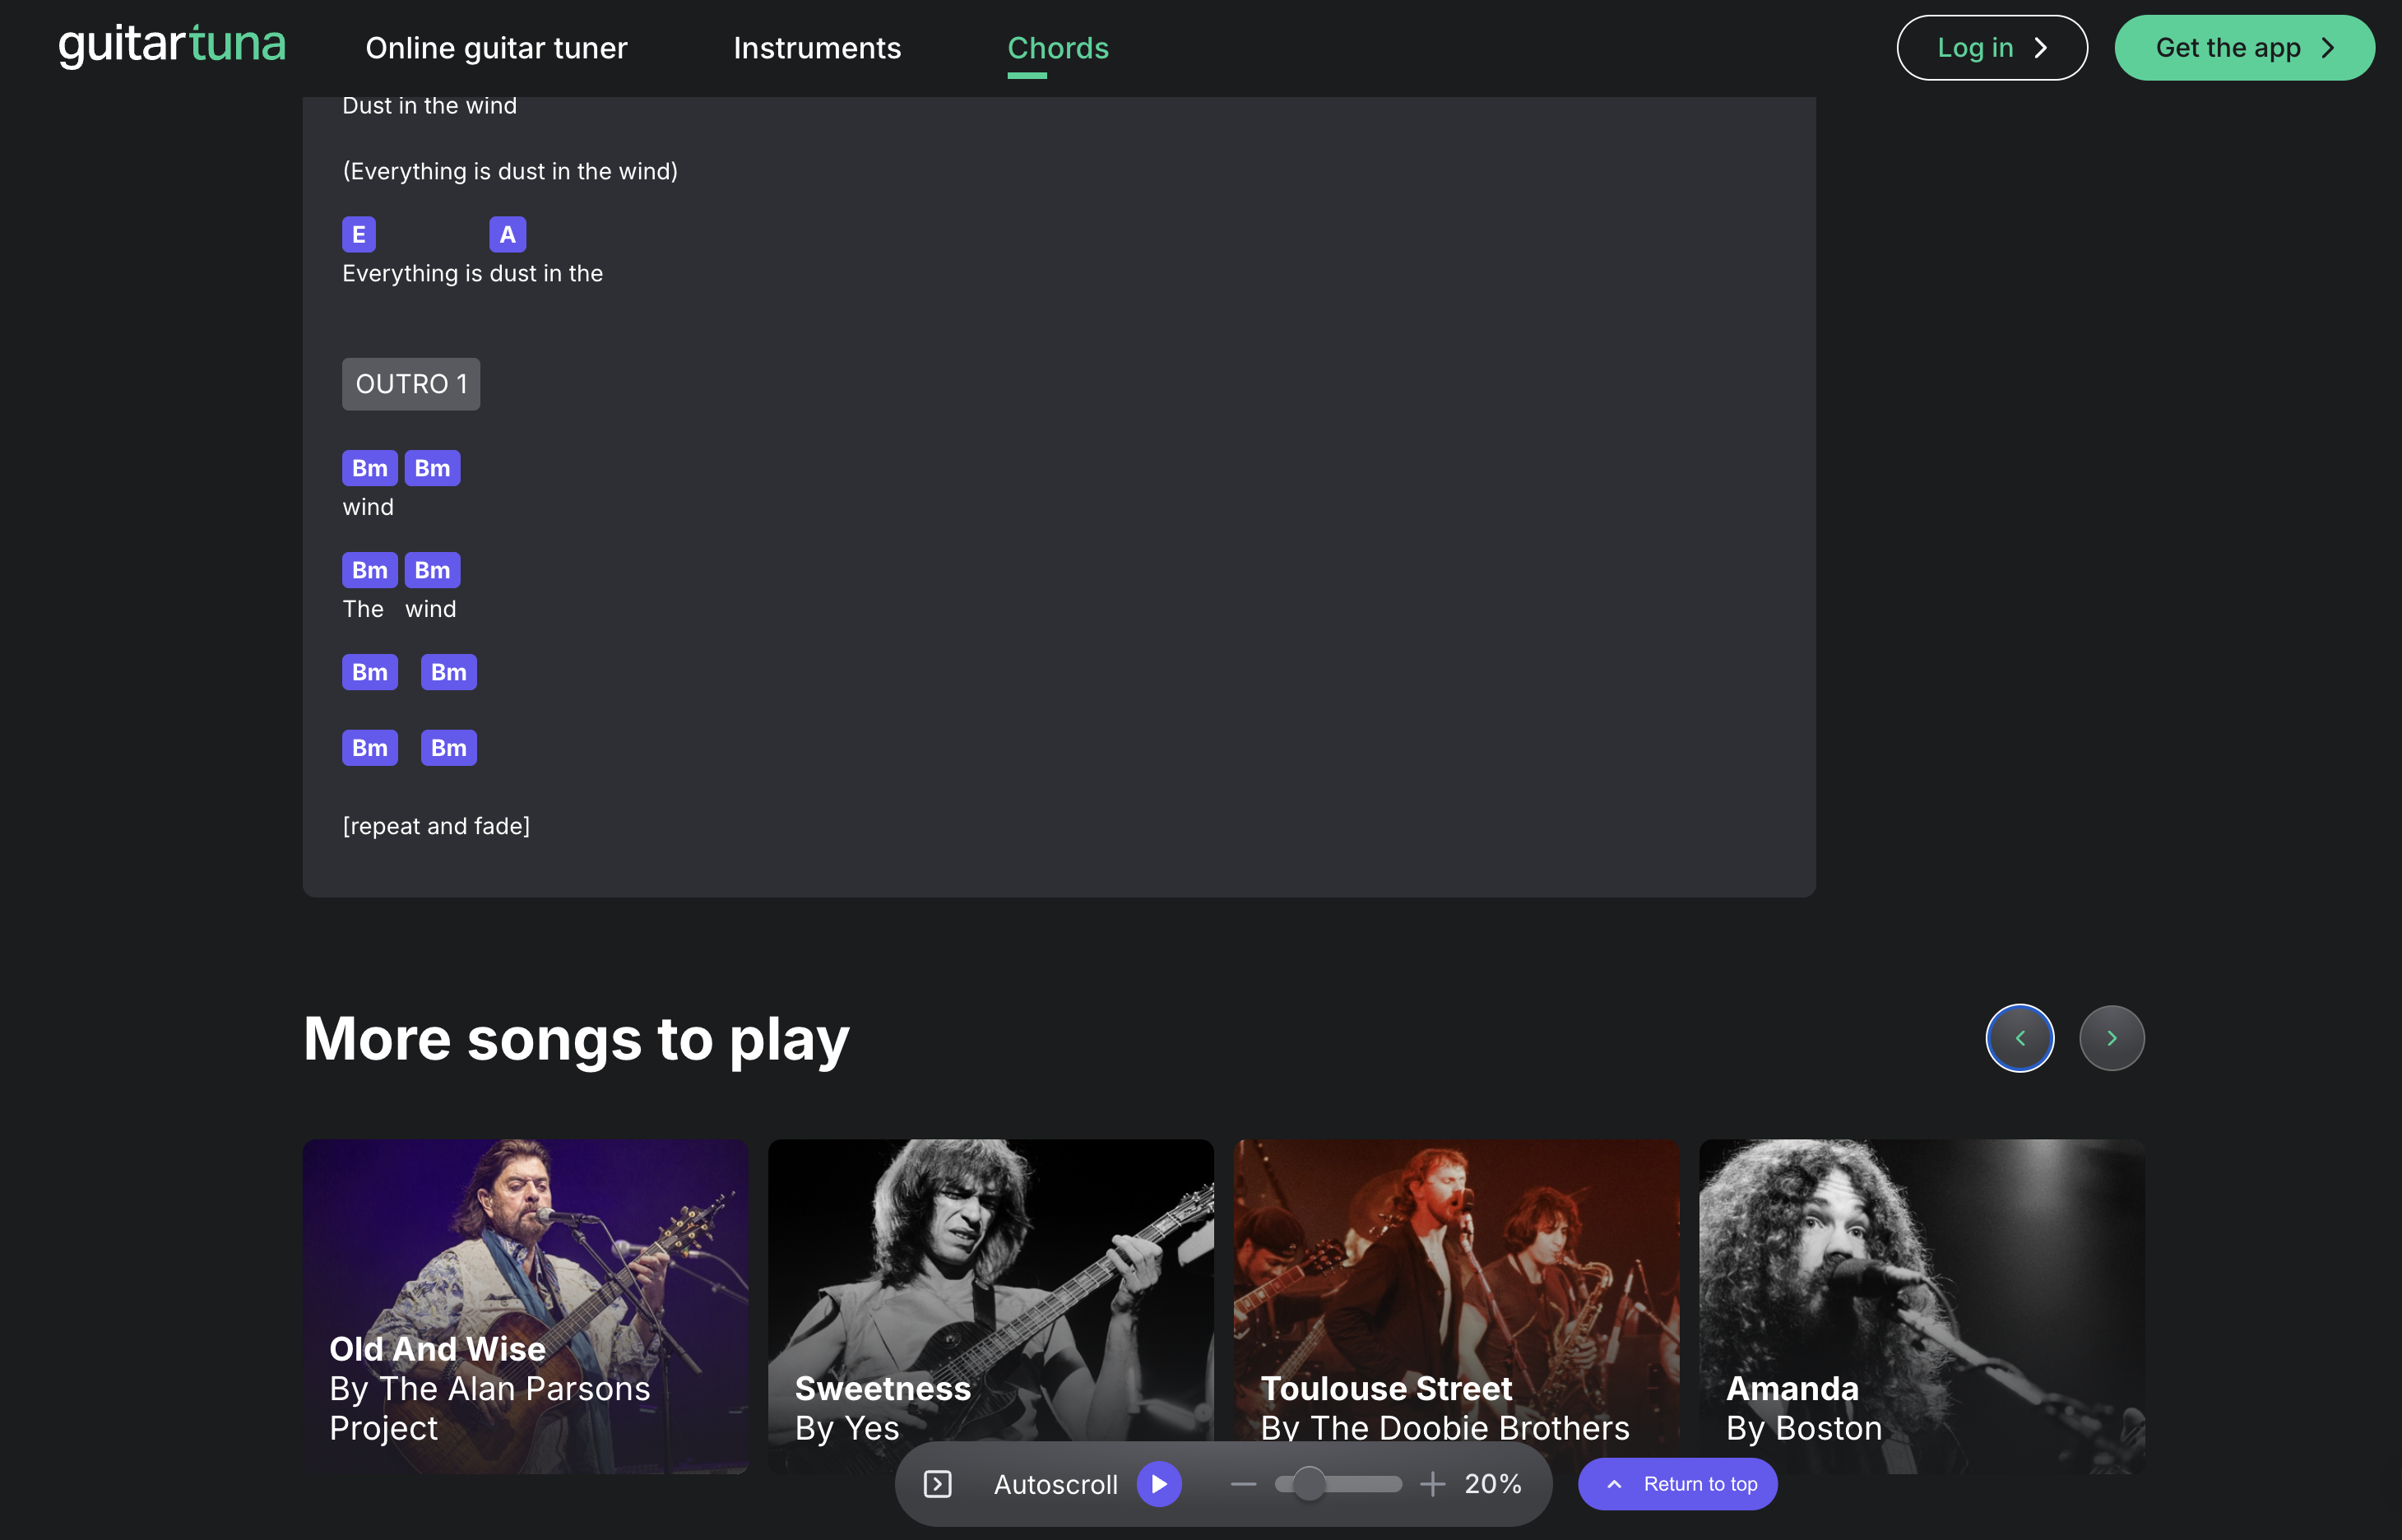 guitartuna Online guitar tuner Instruments Chords Log in Get the app
Dust in the wind
(Everything is dust in the wind)
E A
Everything is dust in the
OUTRO 1
Bm Bm
wind
Bm Bm
The wind
Bm Bm
Bm Bm
[repeat and fade]
More songs to play
Old And Wise
By The Alan Parsons
Project
Sweetness
By Yes
Toulouse Street
By The Doobie Brothers
Amanda
By Boston
Autoscroll 20% Return to top